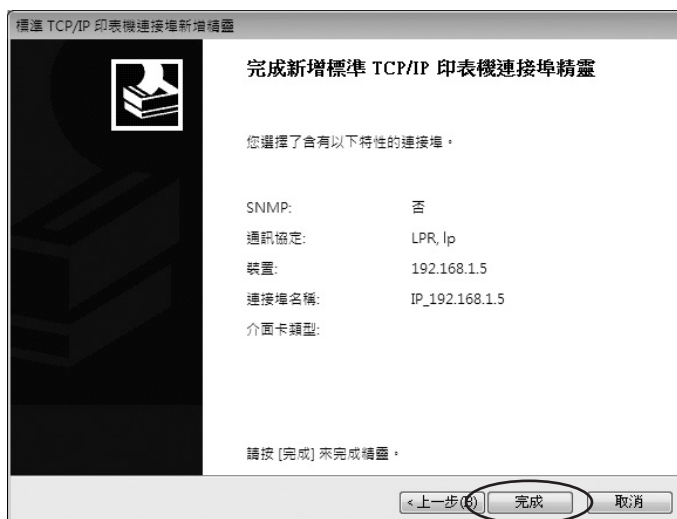 標準 TCP/IP 印表機連接埠新增精靈
完成新增標準 TCP/IP 印表機連接埠精靈
您選擇了含有以下特性的連接埠。
SNMP: 否
通訊協定: LPR, lp
裝置: 192.168.1.5
連接埠名稱: IP_192.168.1.5
介面卡類型:
請按 [完成] 來完成精靈。
<上一步(B) 完成 取消